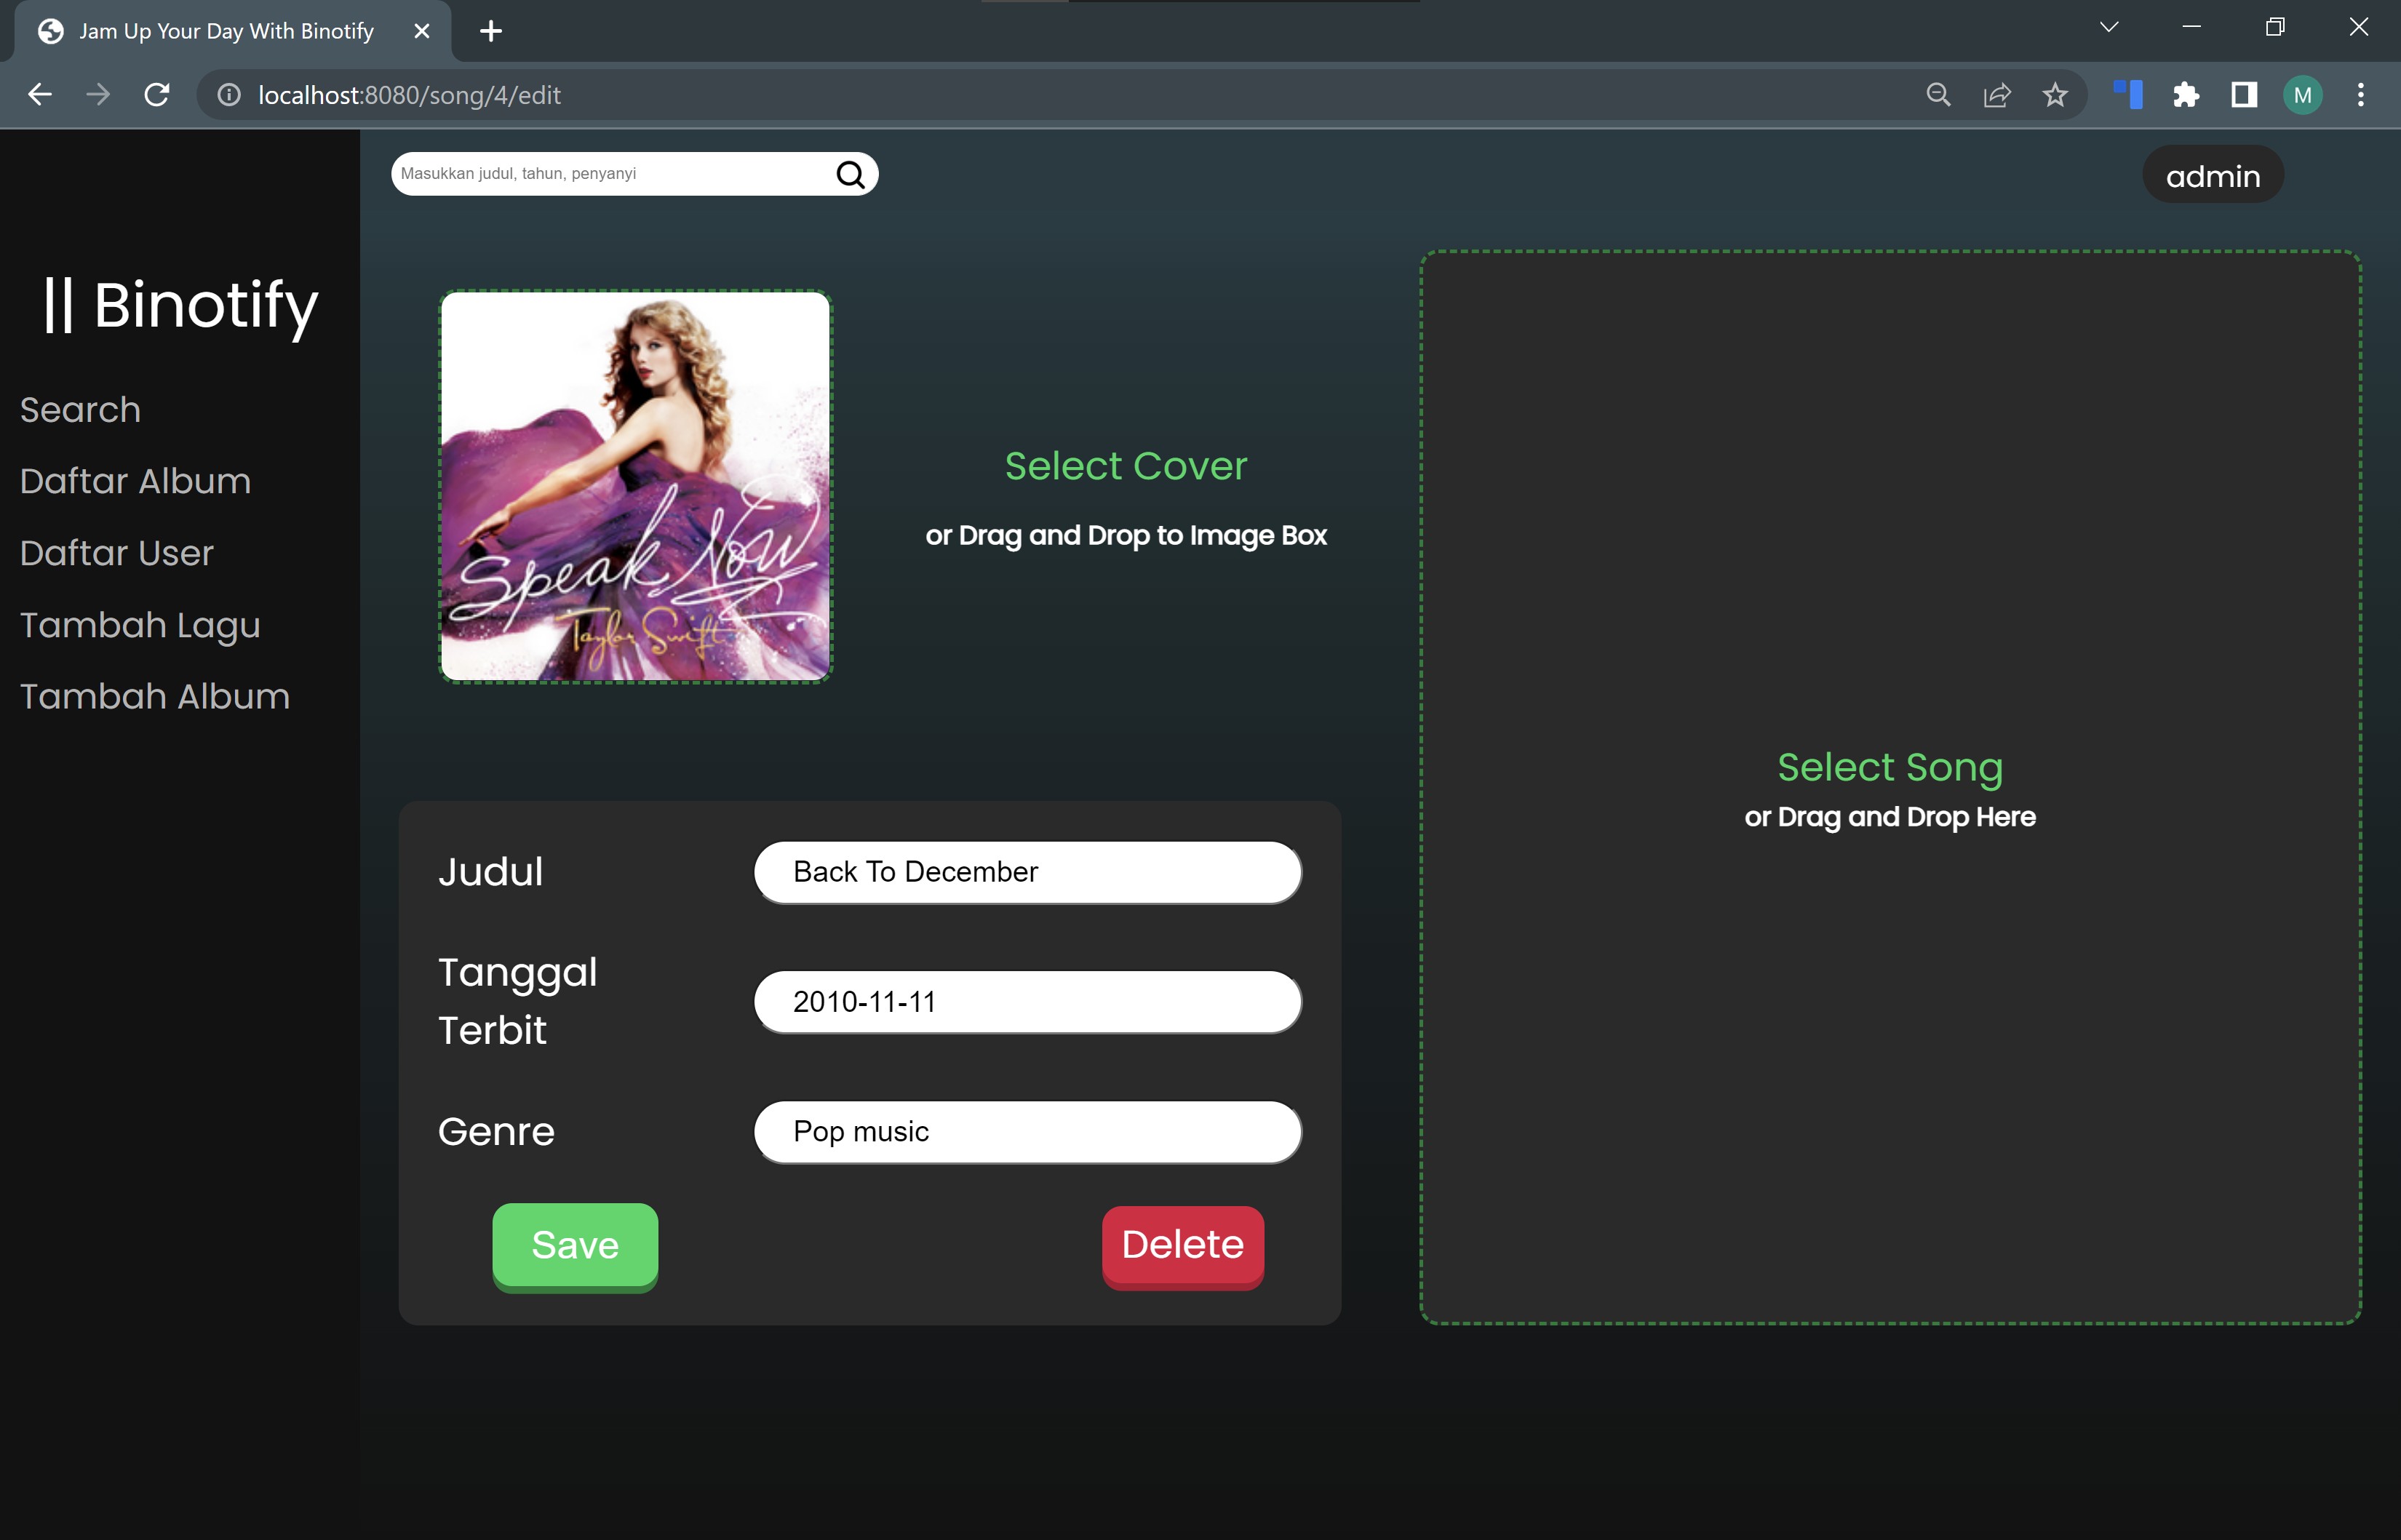 Jam Up Your Day With Binotify
localhost:8080/song/4/edit
M
Masukkan judul, tahun, penyanyi
admin
|| Binotify
Search
Daftar Album
Daftar User
Tambah Lagu
Tambah Album
Speak Now
Taylor Swift
Select Cover
or Drag and Drop to Image Box
Judul
Back To December
Tanggal
Terbit
2010-11-11
Genre
Pop music
Save
Delete
Select Song
or Drag and Drop Here